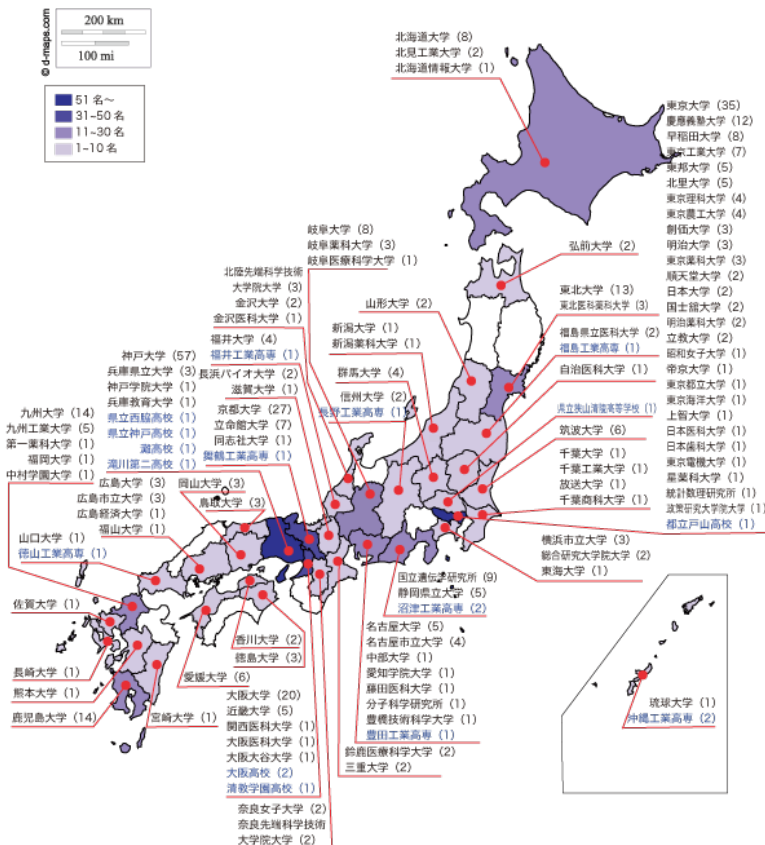 © d-maps.com
200 km
100 mi
51 名～
31~50 名
11~30 名
1~10 名
北海道大学 (8)
北見工業大学 (2)
北海道情報大学 (1)
東京大学 (35)
慶應義塾大学 (12)
早稲田大学 (8)
東京工業大学 (7)
東邦大学 (5)
北里大学 (5)
東京理科大学 (4)
東京農工大学 (4)
創価大学 (3)
明治大学 (3)
東京薬科大学 (3)
順天堂大学 (2)
日本大学 (2)
国士舘大学 (2)
明治薬科大学 (2)
立教大学 (2)
昭和女子大学 (1)
帝京大学 (1)
東京都立大学 (1)
東京海洋大学 (1)
上智大学 (1)
日本医科大学 (1)
日本歯科大学 (1)
東京電機大学 (1)
星薬科大学 (1)
統計数理研究所 (1)
政策研究大学院大学 (1)
都立戸山高校 (1)
岐阜大学 (8)
岐阜薬科大学 (3)
岐阜医療科学大学 (1)
弘前大学 (2)
北陸先端科学技術
大学院大学 (3)
金沢大学 (2)
金沢医科大学 (1)
山形大学 (2)
東北大学 (13)
東北医科薬科大学 (3)
新潟大学 (1)
新潟薬科大学 (1)
福島県立医科大学 (2)
福島工業高専 (1)
福井大学 (4)
福井工業高専 (1)
群馬大学 (4)
自治医科大学 (1)
長浜バイオ大学 (2)
滋賀大学 (1)
信州大学 (2)
長野工業高専 (1)
県立狭山清陵高等学校 (1)
筑波大学 (6)
京都大学 (27)
立命館大学 (7)
同志社大学 (1)
舞鶴工業高専 (1)
千葉大学 (1)
千葉工業大学 (1)
放送大学 (1)
千葉商科大学 (1)
神戸大学 (57)
兵庫県立大学 (3)
神戸学院大学 (1)
兵庫教育大学 (1)
県立西脇高校 (1)
県立神戸高校 (1)
灘高校 (1)
滝川第二高校 (1)
九州大学 (14)
九州工業大学 (5)
第一薬科大学 (1)
福岡大学 (1)
中村学園大学 (1)
広島大学 (3)
広島市立大学 (3)
広島経済大学 (1)
福山大学 (1)
岡山大学 (3)
鳥取大学 (3)
山口大学 (1)
徳山工業高専 (1)
横浜市立大学 (3)
総合研究大学院大学 (2)
東海大学 (1)
国立遺伝学研究所 (9)
静岡県立大学 (5)
沼津工業高専 (2)
佐賀大学 (1)
長崎大学 (1)
熊本大学 (1)
鹿児島大学 (14)
宮崎大学 (1)
香川大学 (2)
徳島大学 (3)
愛媛大学 (6)
名古屋大学 (5)
名古屋市立大学 (4)
中部大学 (1)
愛知学院大学 (1)
藤田医科大学 (1)
分子科学研究所 (1)
豊橋技術科学大学 (1)
豊田工業高専 (1)
大阪大学 (20)
近畿大学 (5)
関西医科大学 (1)
大阪医科大学 (1)
大阪大谷大学 (1)
大阪高校 (2)
清教学園高校 (1)
鈴鹿医療科学大学 (2)
三重大学 (2)
奈良女子大学 (2)
奈良先端科学技術
大学院大学 (2)
琉球大学 (1)
沖縄工業高専 (2)